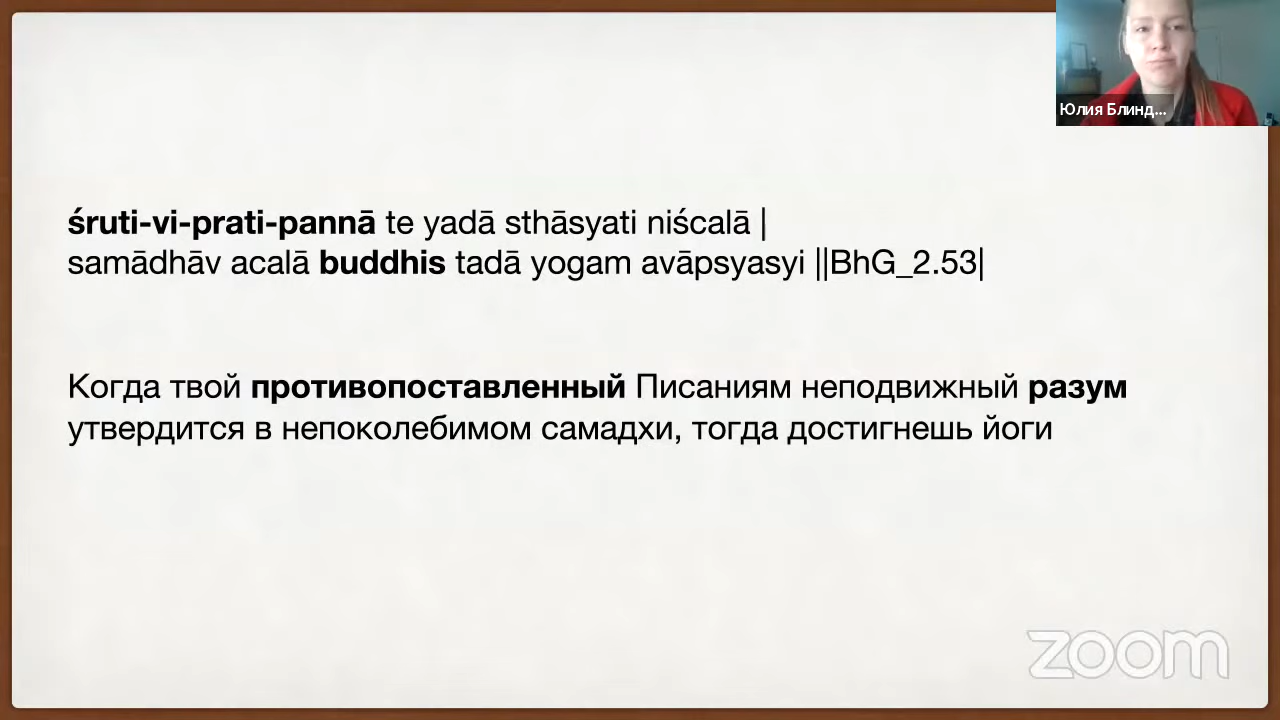 Юлия Блинд...
śruti-vi-prati-pannā te yadā sthāsyati niścalā |
samādhāv acalā buddhis tadā yogam avāpsyasyi ||BhG_2.53|
Когда твой противопоставленный Писаниям неподвижный разум
утвердится в непоколебимом самадхи, тогда достигнешь йоги
zoom